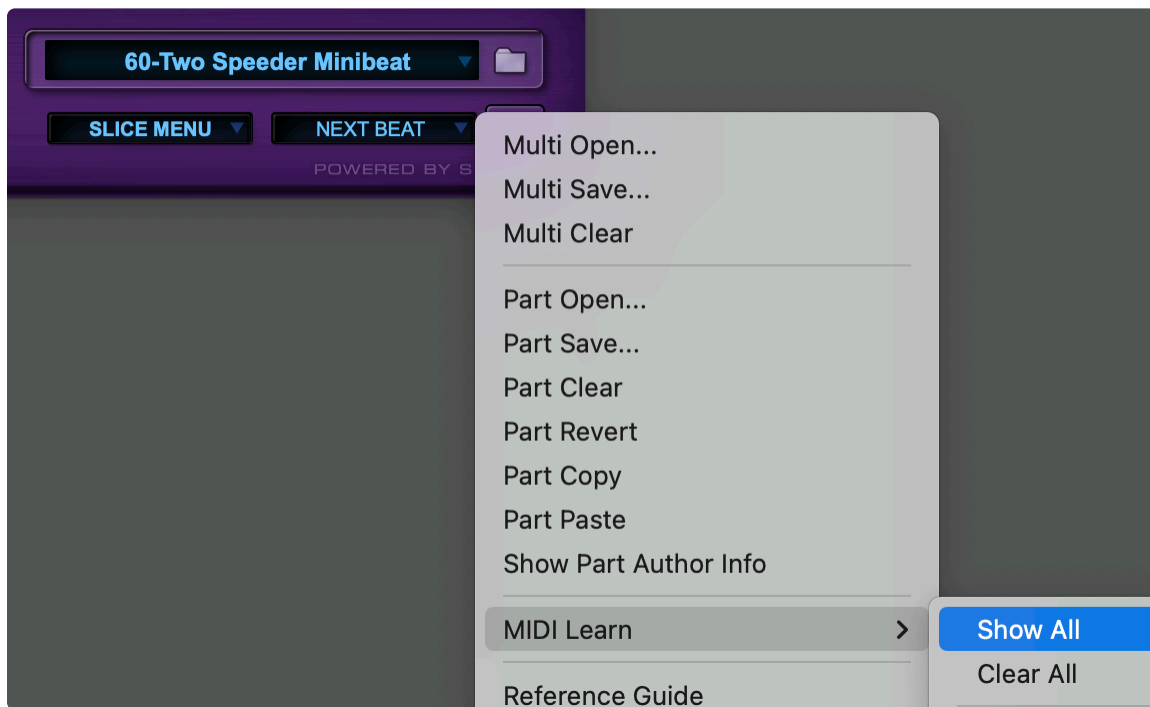 60-Two Speeder Minibeat
SLICE MENU
NEXT BEAT
POWERED BY S
Multi Open...
Multi Save...
Multi Clear
Part Open...
Part Save...
Part Clear
Part Revert
Part Copy
Part Paste
Show Part Author Info
MIDI Learn
Show All
Clear All
Reference Guide